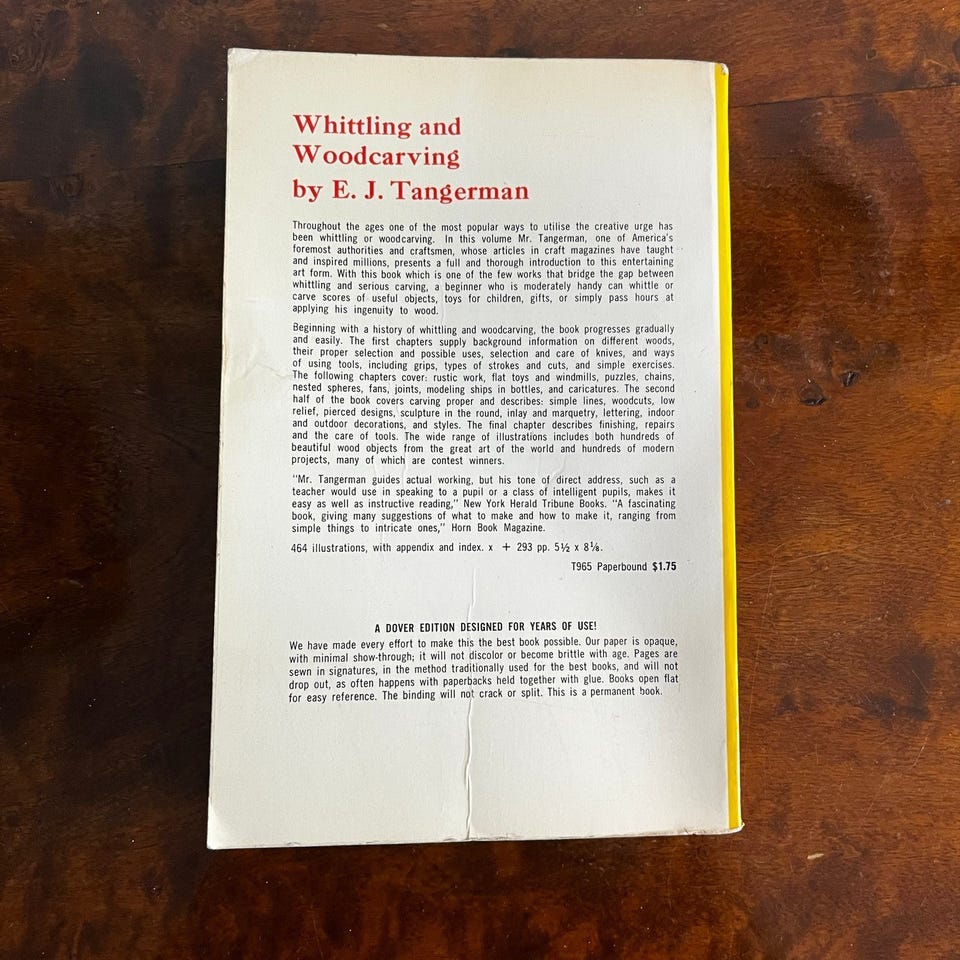 Whittling and
Woodcarving
by E. J. Tangerman
Throughout the ages one of the most popular ways to utilise the creative urge has
been whittling or woodcarving. In this volume Mr. Tangerman, one of America's
foremost authorities and craftsmen, whose articles in craft magazines have taught
and inspired millions, presents a full and thorough introduction to this entertaining
art form. With this book which is one of the few works that bridge the gap between
whittling and serious carving, a beginner who is moderately handy can whittle or
carve scores of useful objects, toys for children, gifts, or simply pass hours at
applying his ingenuity to wood.
Beginning with a history of whittling and woodcarving, the book progresses gradually
and easily. The first chapters supply background information on different woods,
their proper selection and possible uses, selection and care of knives, and ways
of using tools, including grips, types of strokes and cuts, and simple exercises.
The following chapters cover: rustic work, flat toys and windmills, puzzles, chains,
nested spheres, fans, joints, modeling ships in bottles, and caricatures. The second
half of the book covers carving proper and describes: simple lines, woodcuts, low
relief, pierced designs, sculpture in the round, inlay and marquetry, lettering, indoor
and outdoor decorations, and styles. The final chapter describes finishing, repairs
and the care of tools. The wide range of illustrations includes both hundreds of
beautiful wood objects from the great art of the world and hundreds of modern
projects, many of which are contest winners.
"Mr. Tangerman guides actual working, but his tone of direct address, such as a
teacher would use in speaking to a pupil or a class of intelligent pupils, makes it
easy as well as instructive reading," New York Herald Tribune Books. "A fascinating
book, giving many suggestions of what to make and how to make it, ranging from
simple things to intricate ones," Horn Book Magazine.
464 illustrations, with appendix and index. x + 293 pp. 5½ x 8⅛.
T965 Paperbound $1.75
A DOVER EDITION DESIGNED FOR YEARS OF USE!
We have made every effort to make this the best book possible. Our paper is opaque,
with minimal show-through; it will not discolor or become brittle with age. Pages are
sewn in signatures, in the method traditionally used for the best books, and will not
drop out, as often happens with paperbacks held together with glue. Books open flat
for easy reference. The binding will not crack or split. This is a permanent book.